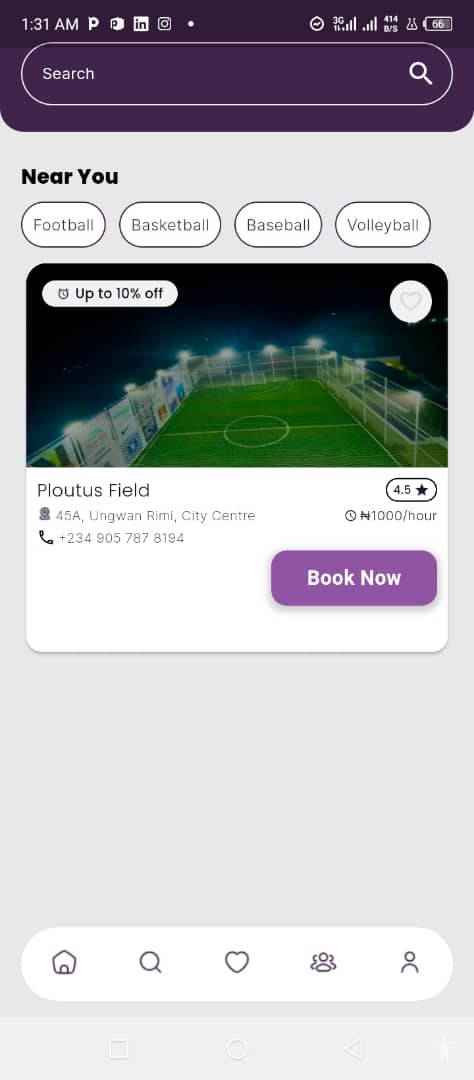 1:31 AM 3G 414 B/S 66
Search
Near You
Football Basketball Baseball Volleyball
Up to 10% off
Ploutus Field 4.5
45A, Ungwan Rimi, City Centre ₦1000/hour
+234 905 787 8194
Book Now